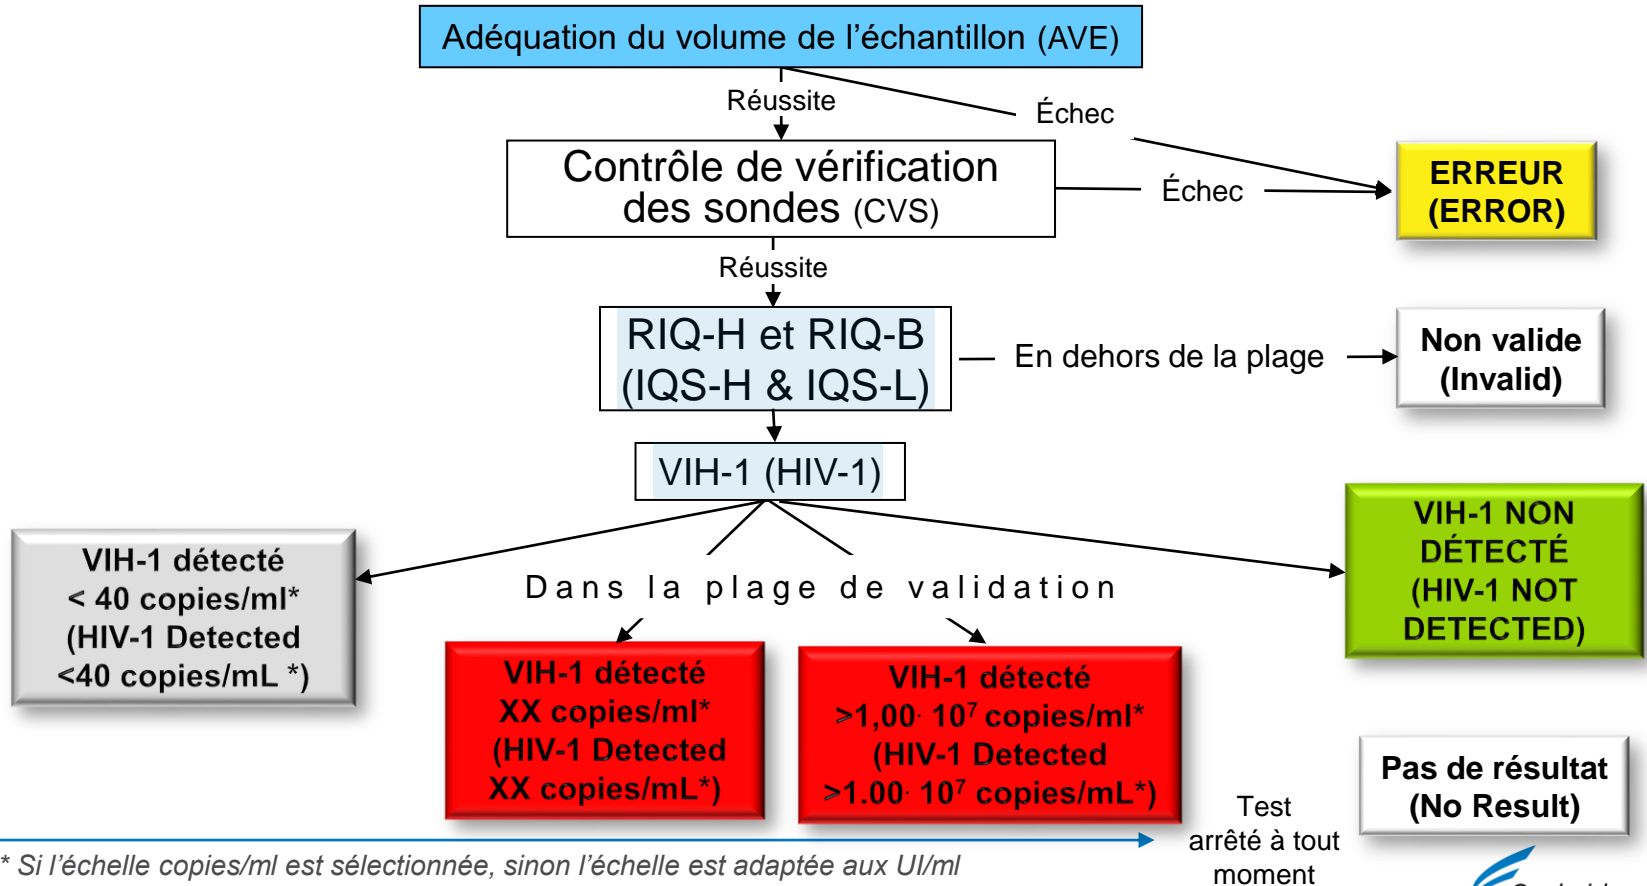 Adéquation du volume de l'échantillon (AVE)
Réussite
Échec
Contrôle de vérification
des sondes (CVS)
Échec
ERREUR
(ERROR)
Réussite
RIQ-H et RIQ-B
(IQS-H & IQS-L)
En dehors de la plage
Non valide
(Invalid)
VIH-1 (HIV-1)
VIH-1 détecté
< 40 copies/ml*
(HIV-1 Detected
<40 copies/mL *)
Dans la plage de validation
VIH-1 NON
DÉTECTÉ
(HIV-1 NOT
DETECTED)
VIH-1 détecté
XX copies/ml*
(HIV-1 Detected
XX copies/mL*)
VIH-1 détecté
>1,00· 10⁷ copies/ml*
(HIV-1 Detected
>1.00· 10⁷ copies/mL*)
Pas de résultat
(No Result)
Test
arrêté à tout
moment
* Si l'échelle copies/ml est sélectionnée, sinon l'échelle est adaptée aux UI/ml